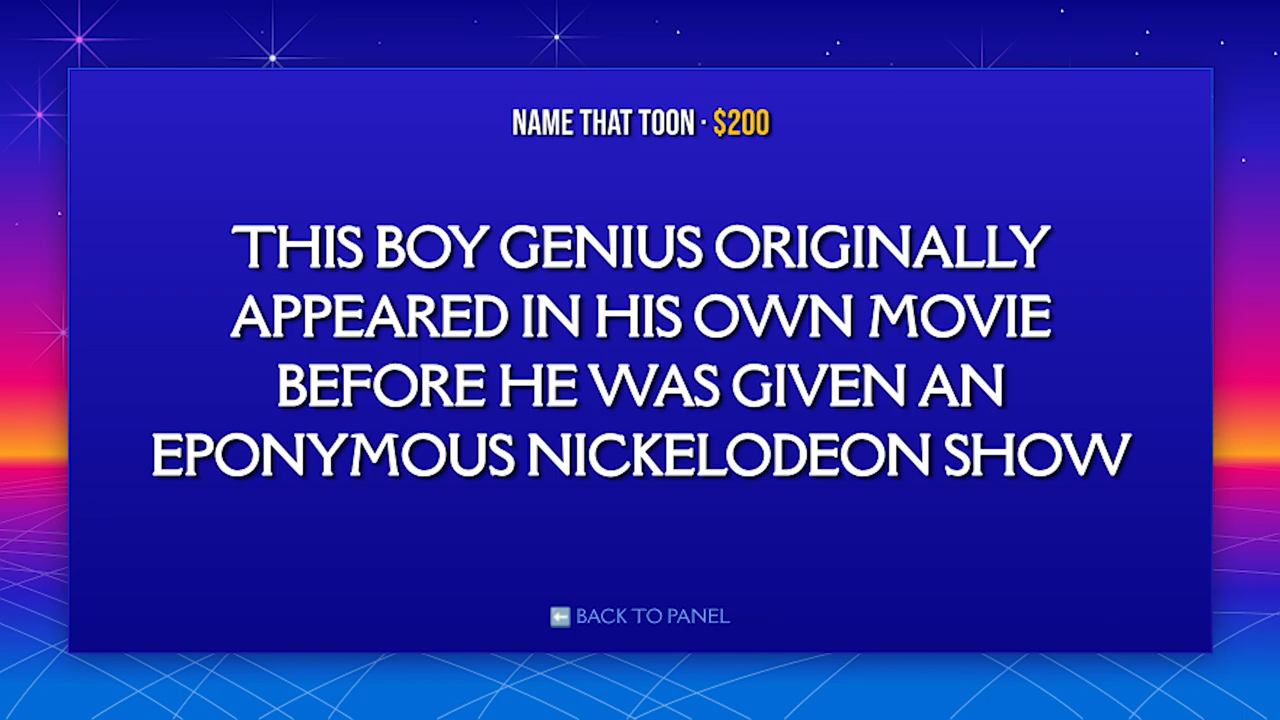 NAME THAT TOON · $200
THIS BOY GENIUS ORIGINALLY
APPEARED IN HIS OWN MOVIE
BEFORE HE WAS GIVEN AN
EPONYMOUS NICKELODEON SHOW
BACK TO PANEL